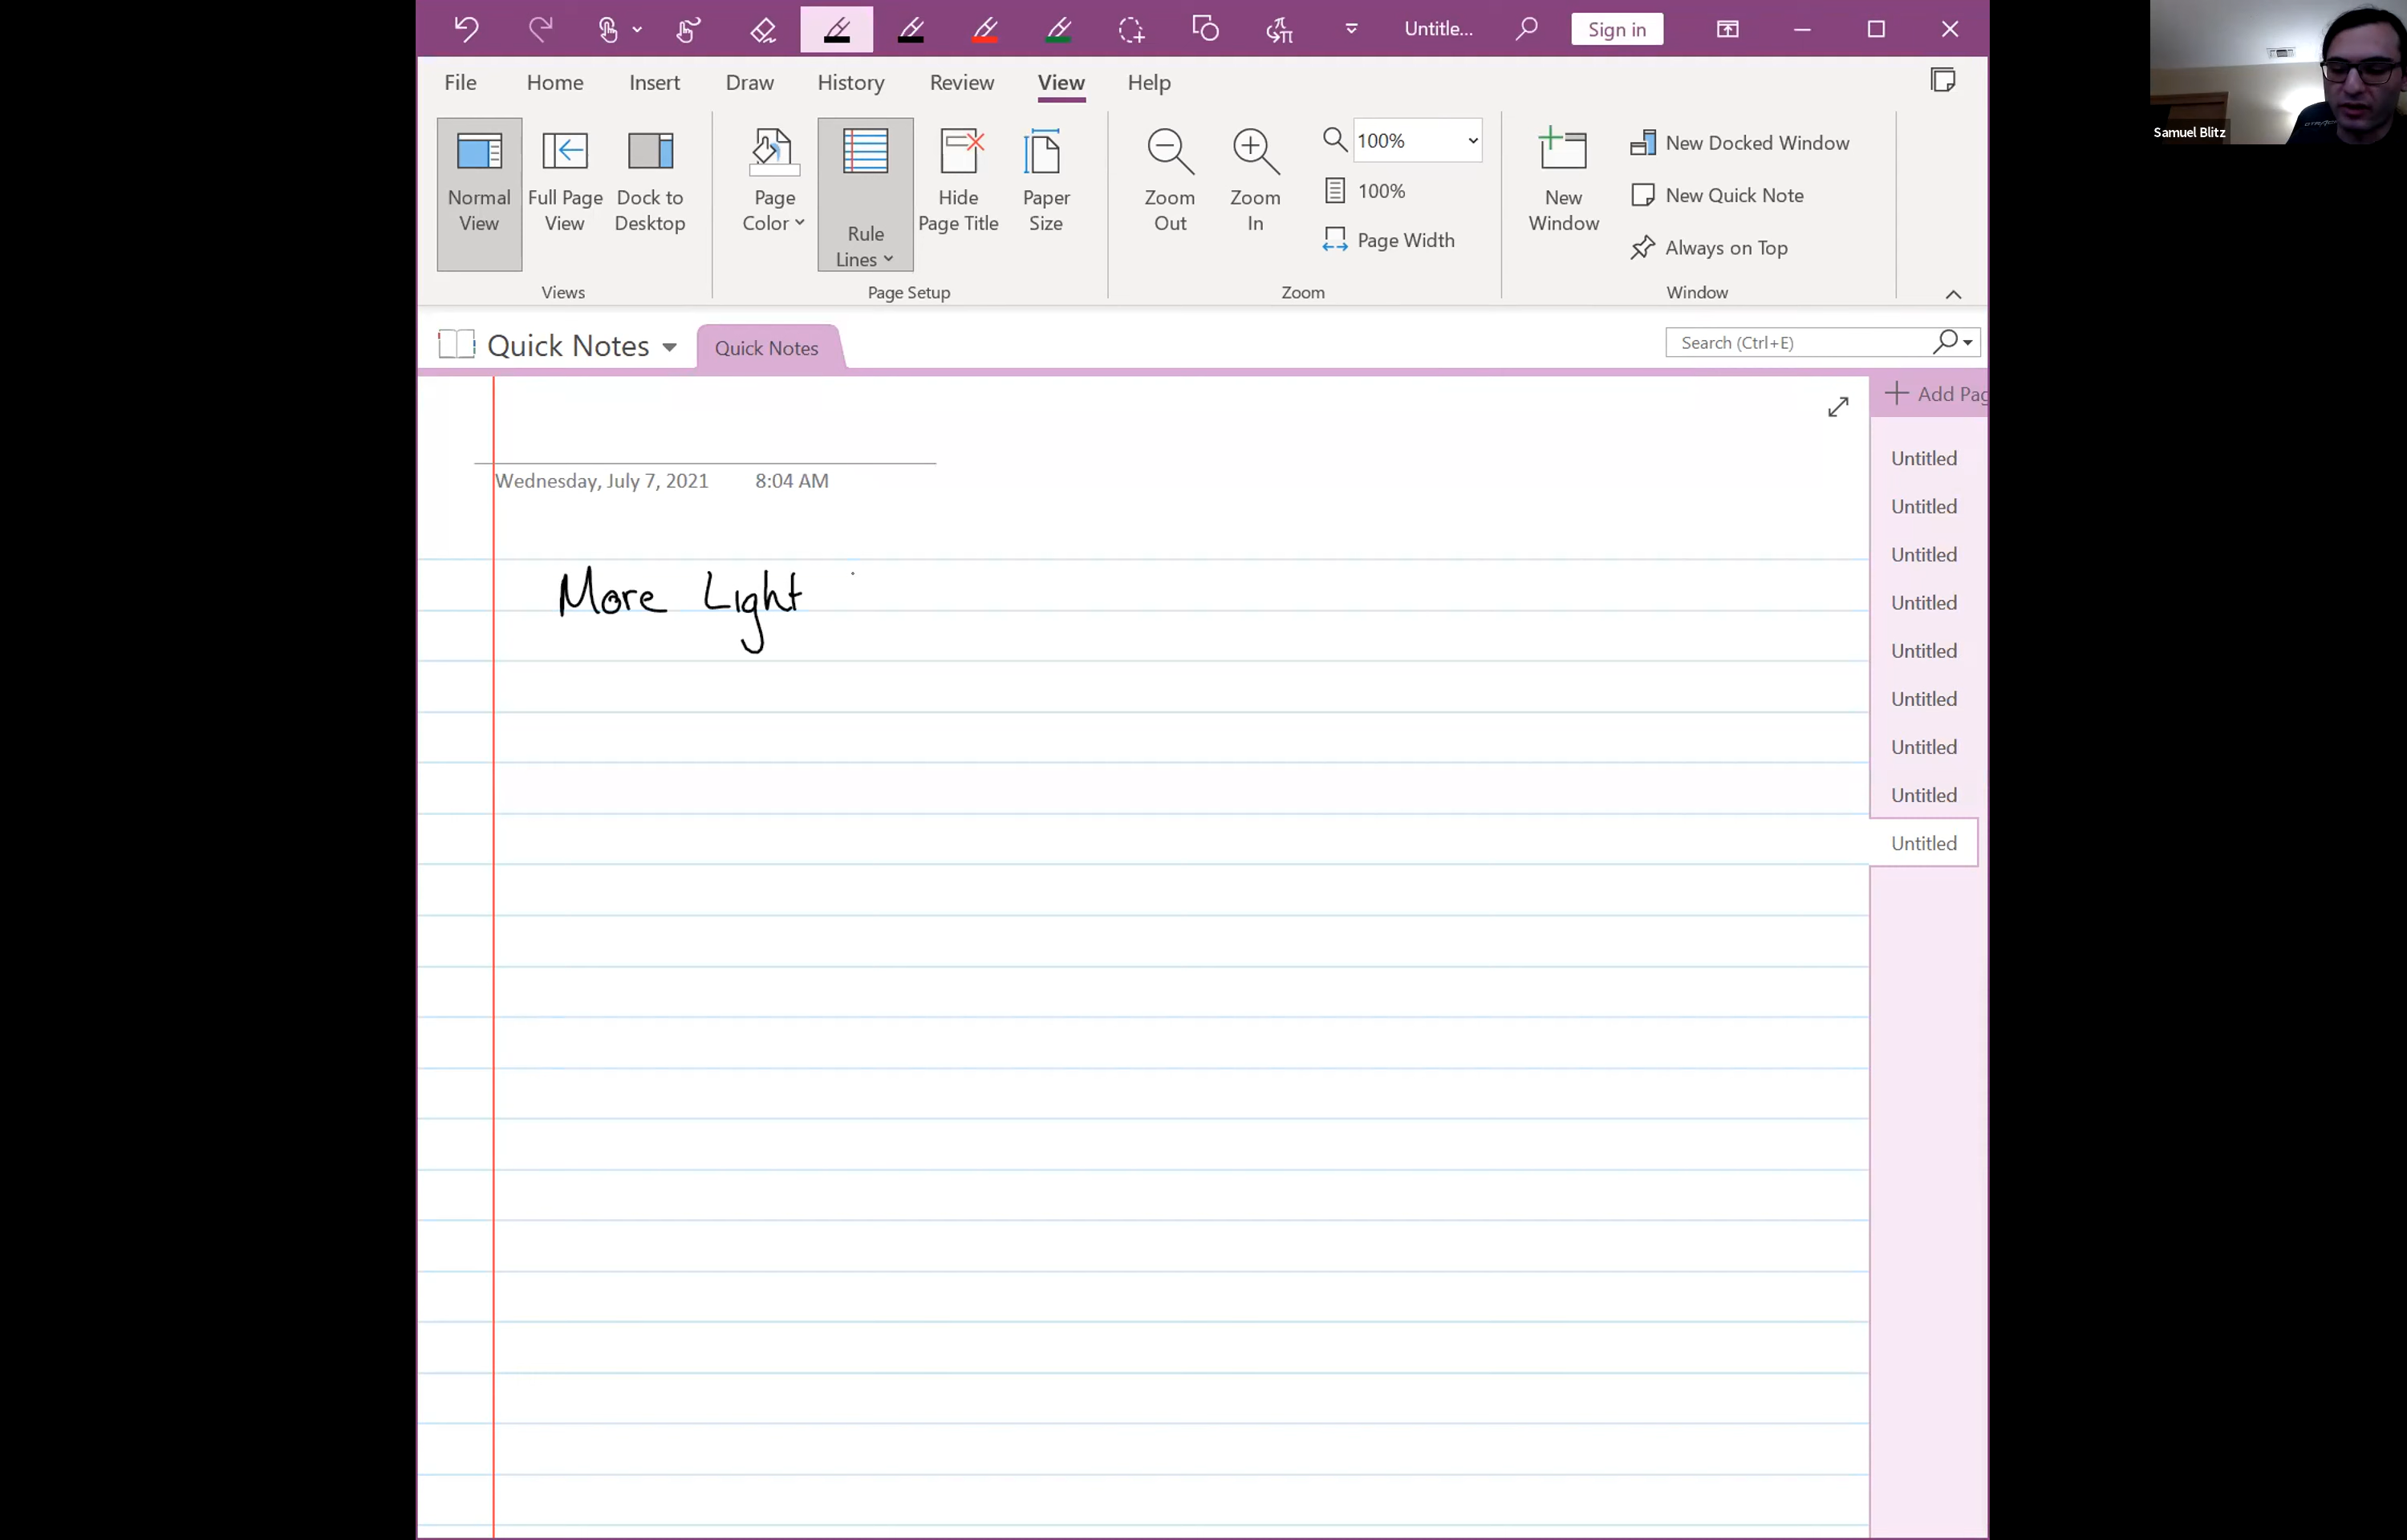 Untitle... Sign in
File Home Insert Draw History Review View Help
Normal View Full Page View Dock to Desktop Page Color Rule Lines Hide Page Title Paper Size Zoom Out Zoom In 100% 100% Page Width New Window New Docked Window New Quick Note Always on Top
Views Page Setup Zoom Window
Quick Notes Quick Notes Search (Ctrl+E)
Add Pag
Wednesday, July 7, 2021 8:04 AM
More Light
Untitled
Untitled
Untitled
Untitled
Untitled
Untitled
Untitled
Untitled
Untitled
Samuel Blitz